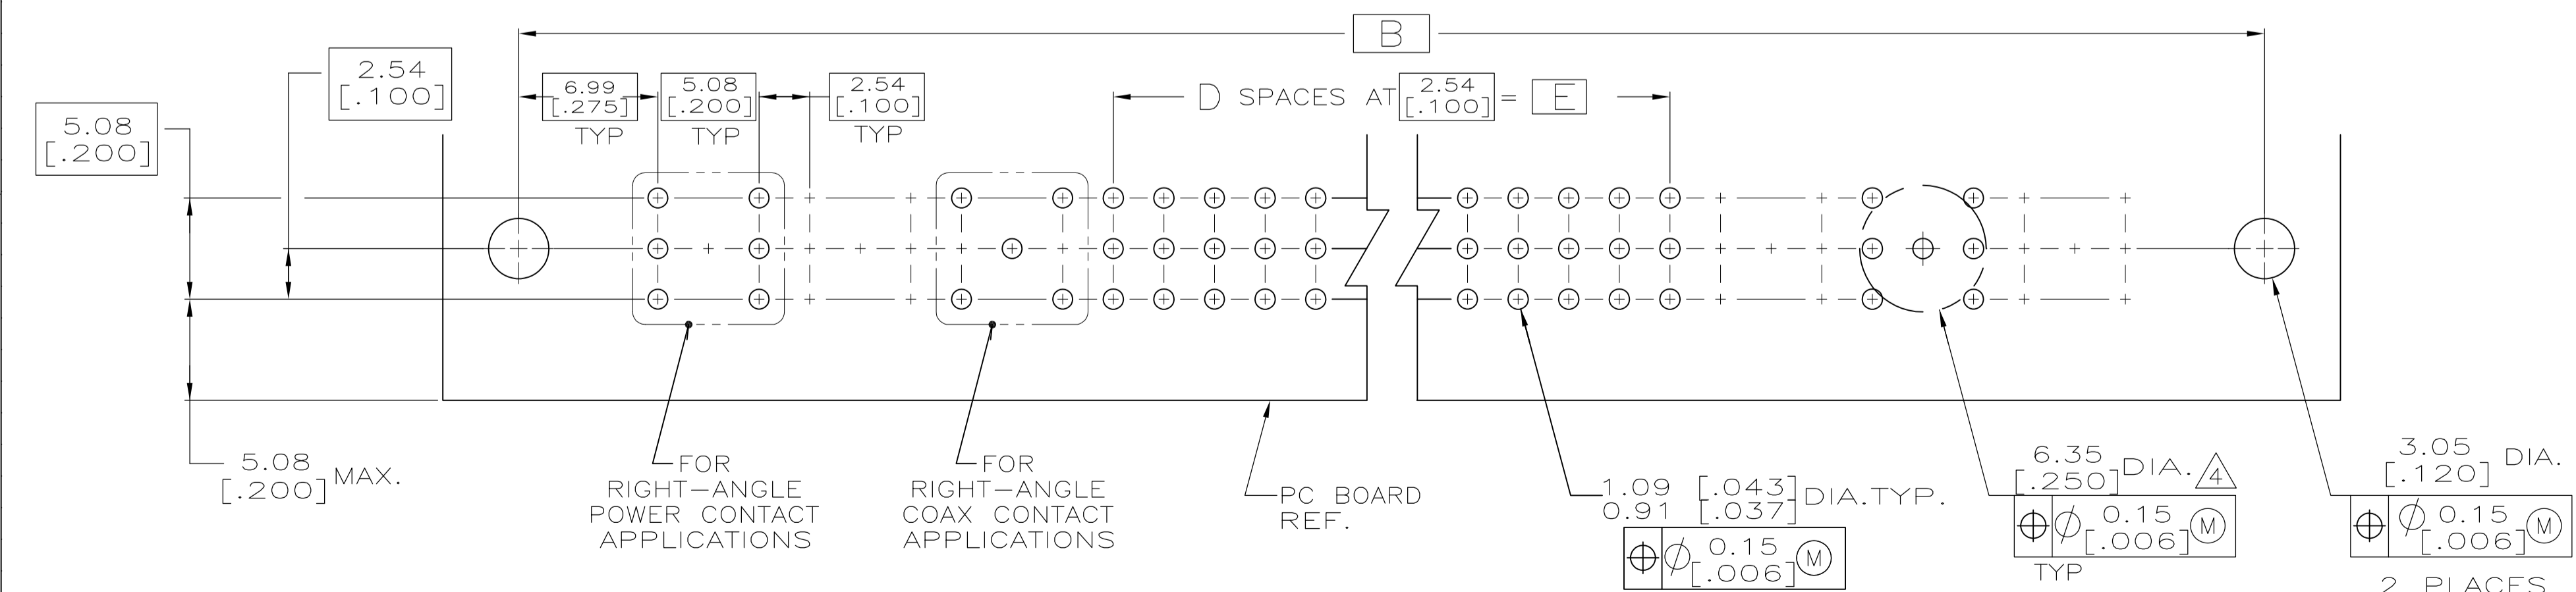 B
2.54
[.100]
6.99
[.275]
TYP
5.08
[.200]
TYP
2.54
[.100]
TYP
D SPACES AT 2.54 [.100] = E
5.08
[.200]
5.08
[.200] MAX.
FOR
RIGHT-ANGLE
POWER CONTACT
APPLICATIONS
FOR
RIGHT-ANGLE
COAX CONTACT
APPLICATIONS
PC BOARD
REF.
1.09 [.043]
0.91 [.037] DIA.TYP.
⌖ ∅ 0.15 [.006] Ⓜ
6.35
[.250] DIA. 4
⌖ ∅ 0.15 [.006] Ⓜ
TYP
3.05
[.120] DIA.
⌖ ∅ 0.15 [.006] Ⓜ
2 PLACES